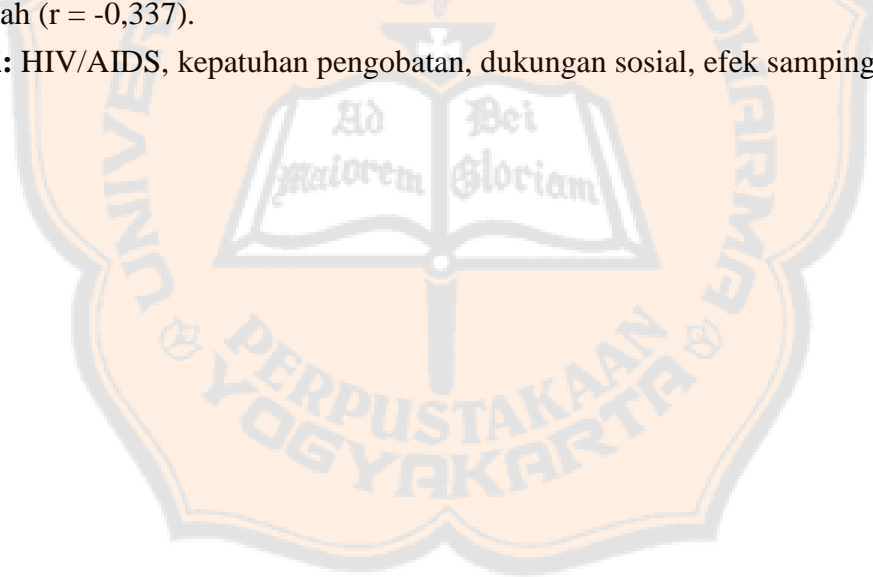 ah (r = -0,337).
: HIV/AIDS, kepatuhan pengobatan, dukungan sosial, efek samping
Ad Dei
Maiorem Gloriam
PERPUSTAKAAN
YOGYAKARTA